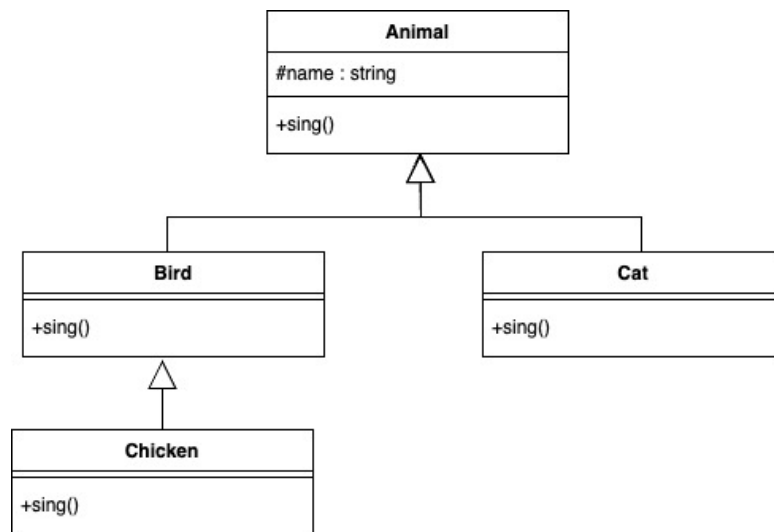 Animal
#name : string
+sing()
Bird
Cat
+sing()
+sing()
Chicken
+sing()